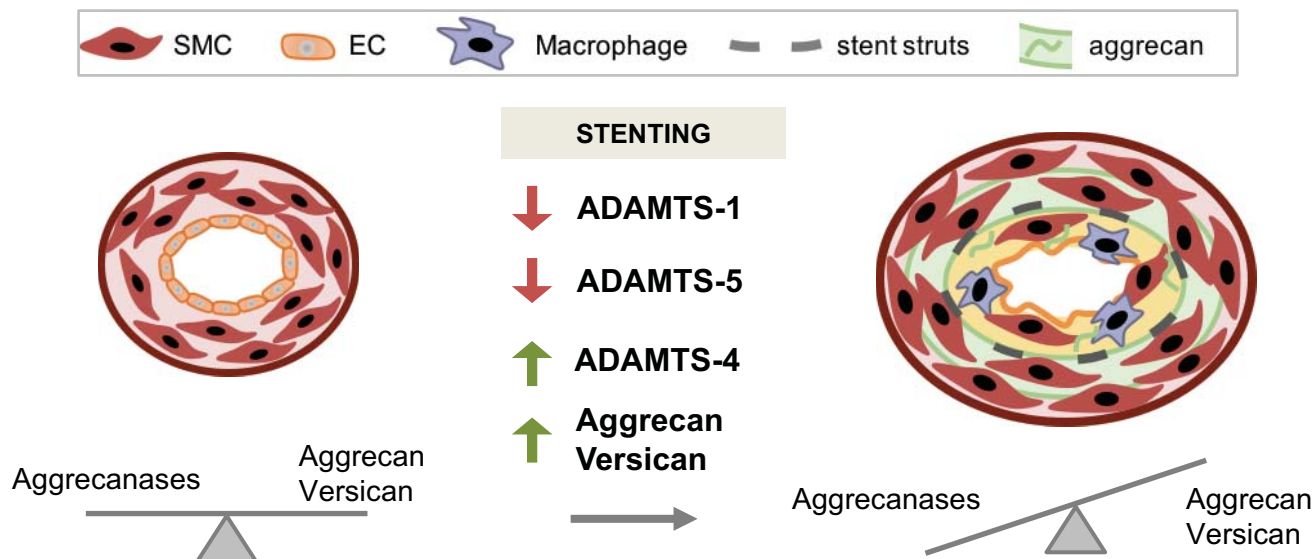 SMC EC Macrophage stent struts aggrecan
STENTING
ADAMTS-1
ADAMTS-5
ADAMTS-4
Aggrecan
Versican
Aggrecanases
Aggrecan
Versican
Aggrecanases
Aggrecan
Versican